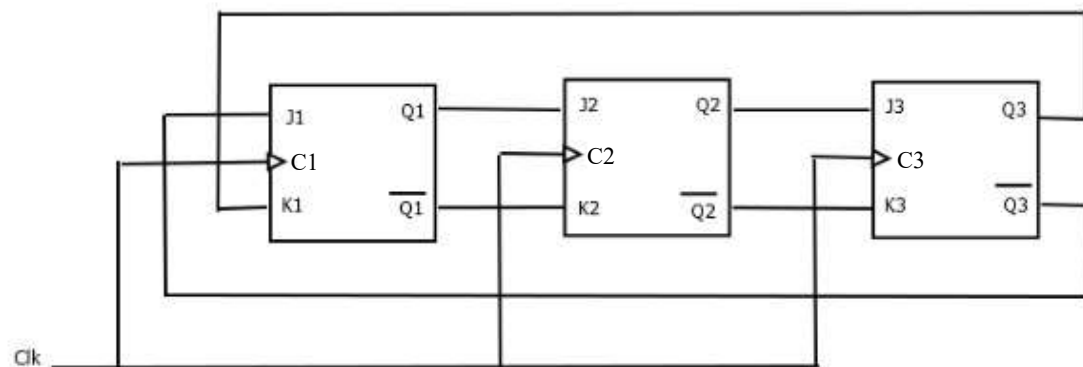 J1 Q1 J2 Q2 J3 Q3
C1 C2 C3
K1 Q1 K2 Q2 K3 Q3
Clk